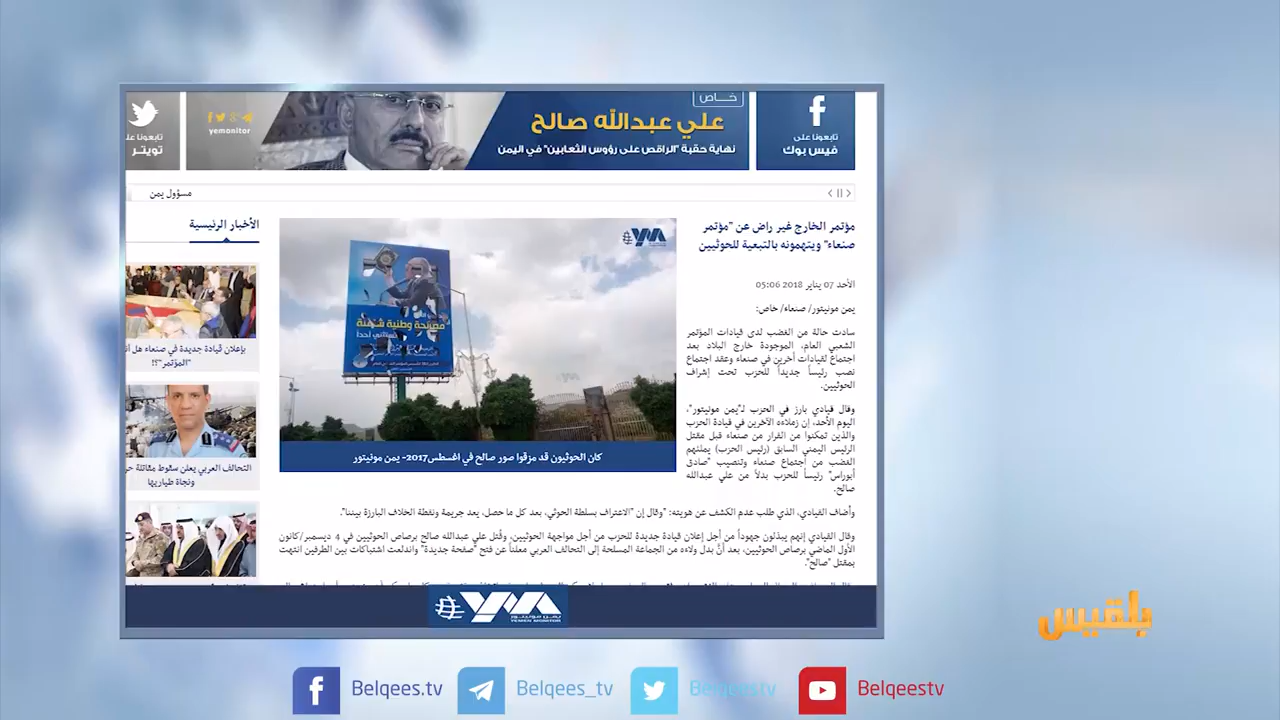 خاص
علي عبدالله صالح
نهاية حقبة "الراقص على رؤوس الثعابين" في اليمن
تابعونا على
فيس بوك
yemonitor
تابعونا على
تويتر
مسؤول يمن
مؤتمر الخارج غير راض عن "مؤتمر
صنعاء" ويتهمونه بالتبعية للحوثيين
الأحد 07 يناير 2018 05:06
يمن مونيتور/ صنعاء/ خاص:
سادت حالة من الغضب لدى قيادات المؤتمر
الشعبي العام، الموجودة خارج البلاد بعد
اجتماع لقيادات أخرين في صنعاء وعقد اجتماع
نصب رئيساً جديداً للحزب تحت إشراف
الحوثيين.
وقال قيادي بارز في الحزب لـ"يمن مونيتور"،
اليوم الأحد، إن زملاءه الآخرين في قيادة الحزب
والذين تمكنوا من الفرار من صنعاء قبل مقتل
الرئيس اليمني السابق (رئيس الحزب) يملئهم
الغضب من اجتماع صنعاء وتنصيب "صادق
أبوراس" رئيساً للحزب بدلاً من علي عبدالله
صالح.
وأضاف القيادي، الذي طلب عدم الكشف عن هويته: "وقال إن "الاعتراف بسلطة الحوثي، بعد كل ما حصل، يعد جريمة ونقطة الخلاف البارزة بيننا".
وقال القيادي إنهم يبذلون جهوداً من أجل إعلان قيادة جديدة للحزب من أجل مواجهة الحوثيين، وقُتل علي عبدالله صالح برصاص الحوثيين في 4 ديسمبر/كانون
الأول الماضي برصاص الحوثيين، بعد أنَّ بدل ولاءه من الجماعة المسلحة إلى التحالف العربي معلناً عن فتح "صفحة جديدة" واندلعت اشتباكات بين الطرفين انتهت
بمقتل "صالح".
مصلحة وطنية شاملة
كان الحوثيون قد مزقوا صور صالح في اغسطس2017- يمن مونيتور
الأخبار الرئيسية
بإعلان قيادة جديدة في صنعاء هل
"المؤتمر"؟!
التحالف العربي يعلن سقوط مقاتلة
ونجاة طياريها
يمن مونيتور
YEMEN MONITOR
بلقيس
Belqees.tv
Belqees_tv
Belqeestv
Belqeestv